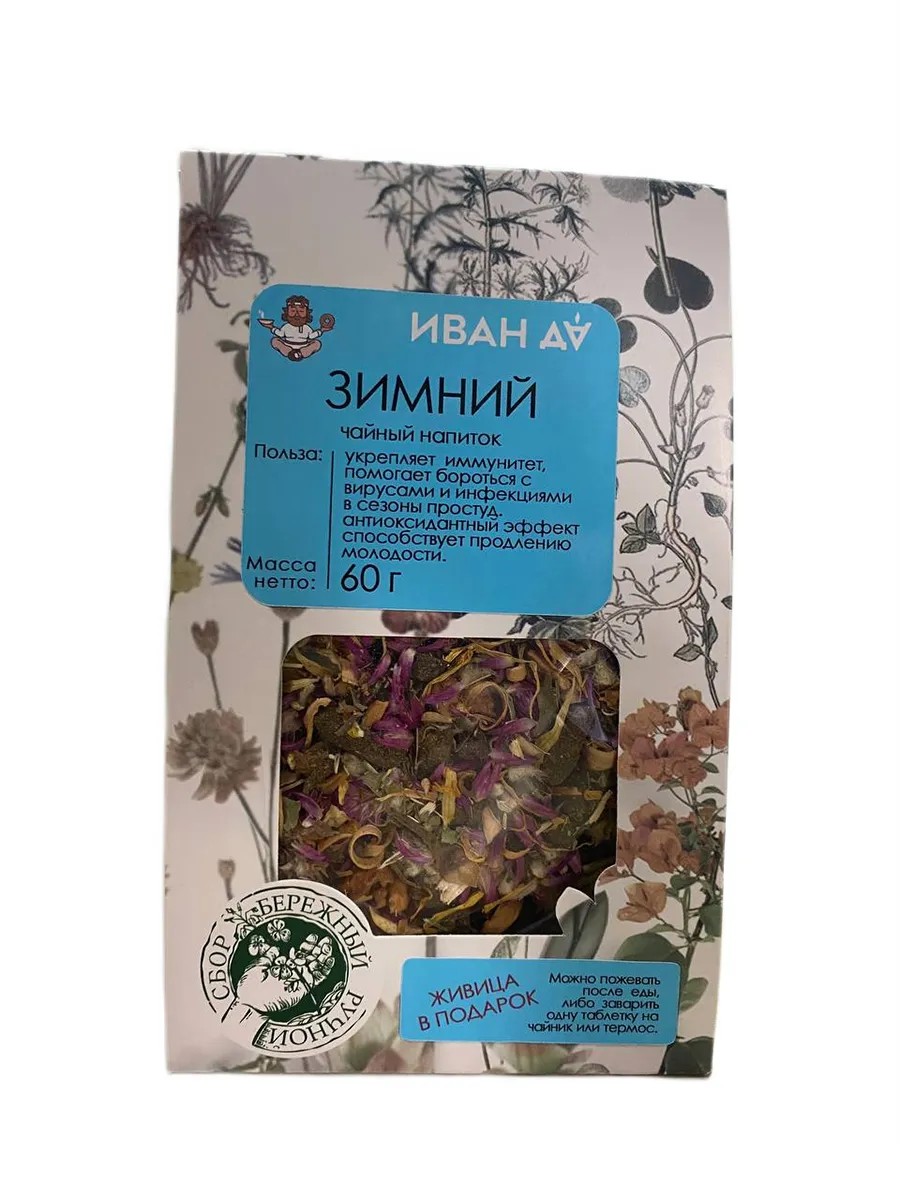 ИВАН ДА
ЗИМНИЙ
чайный напиток
Польза:
укрепляет иммунитет,
помогает бороться с
вирусами и инфекциями
в сезоны простуд.
антиоксидантный эффект
способствует продлению
молодости.
Масса
нетто:
60 г
СБОР БЕРЕЖНЫЙ РУЧНОЙ
ЖИВИЦА
В ПОДАРОК
Можно пожевать
после еды,
либо заварить
одну таблетку на
чайник или термос.